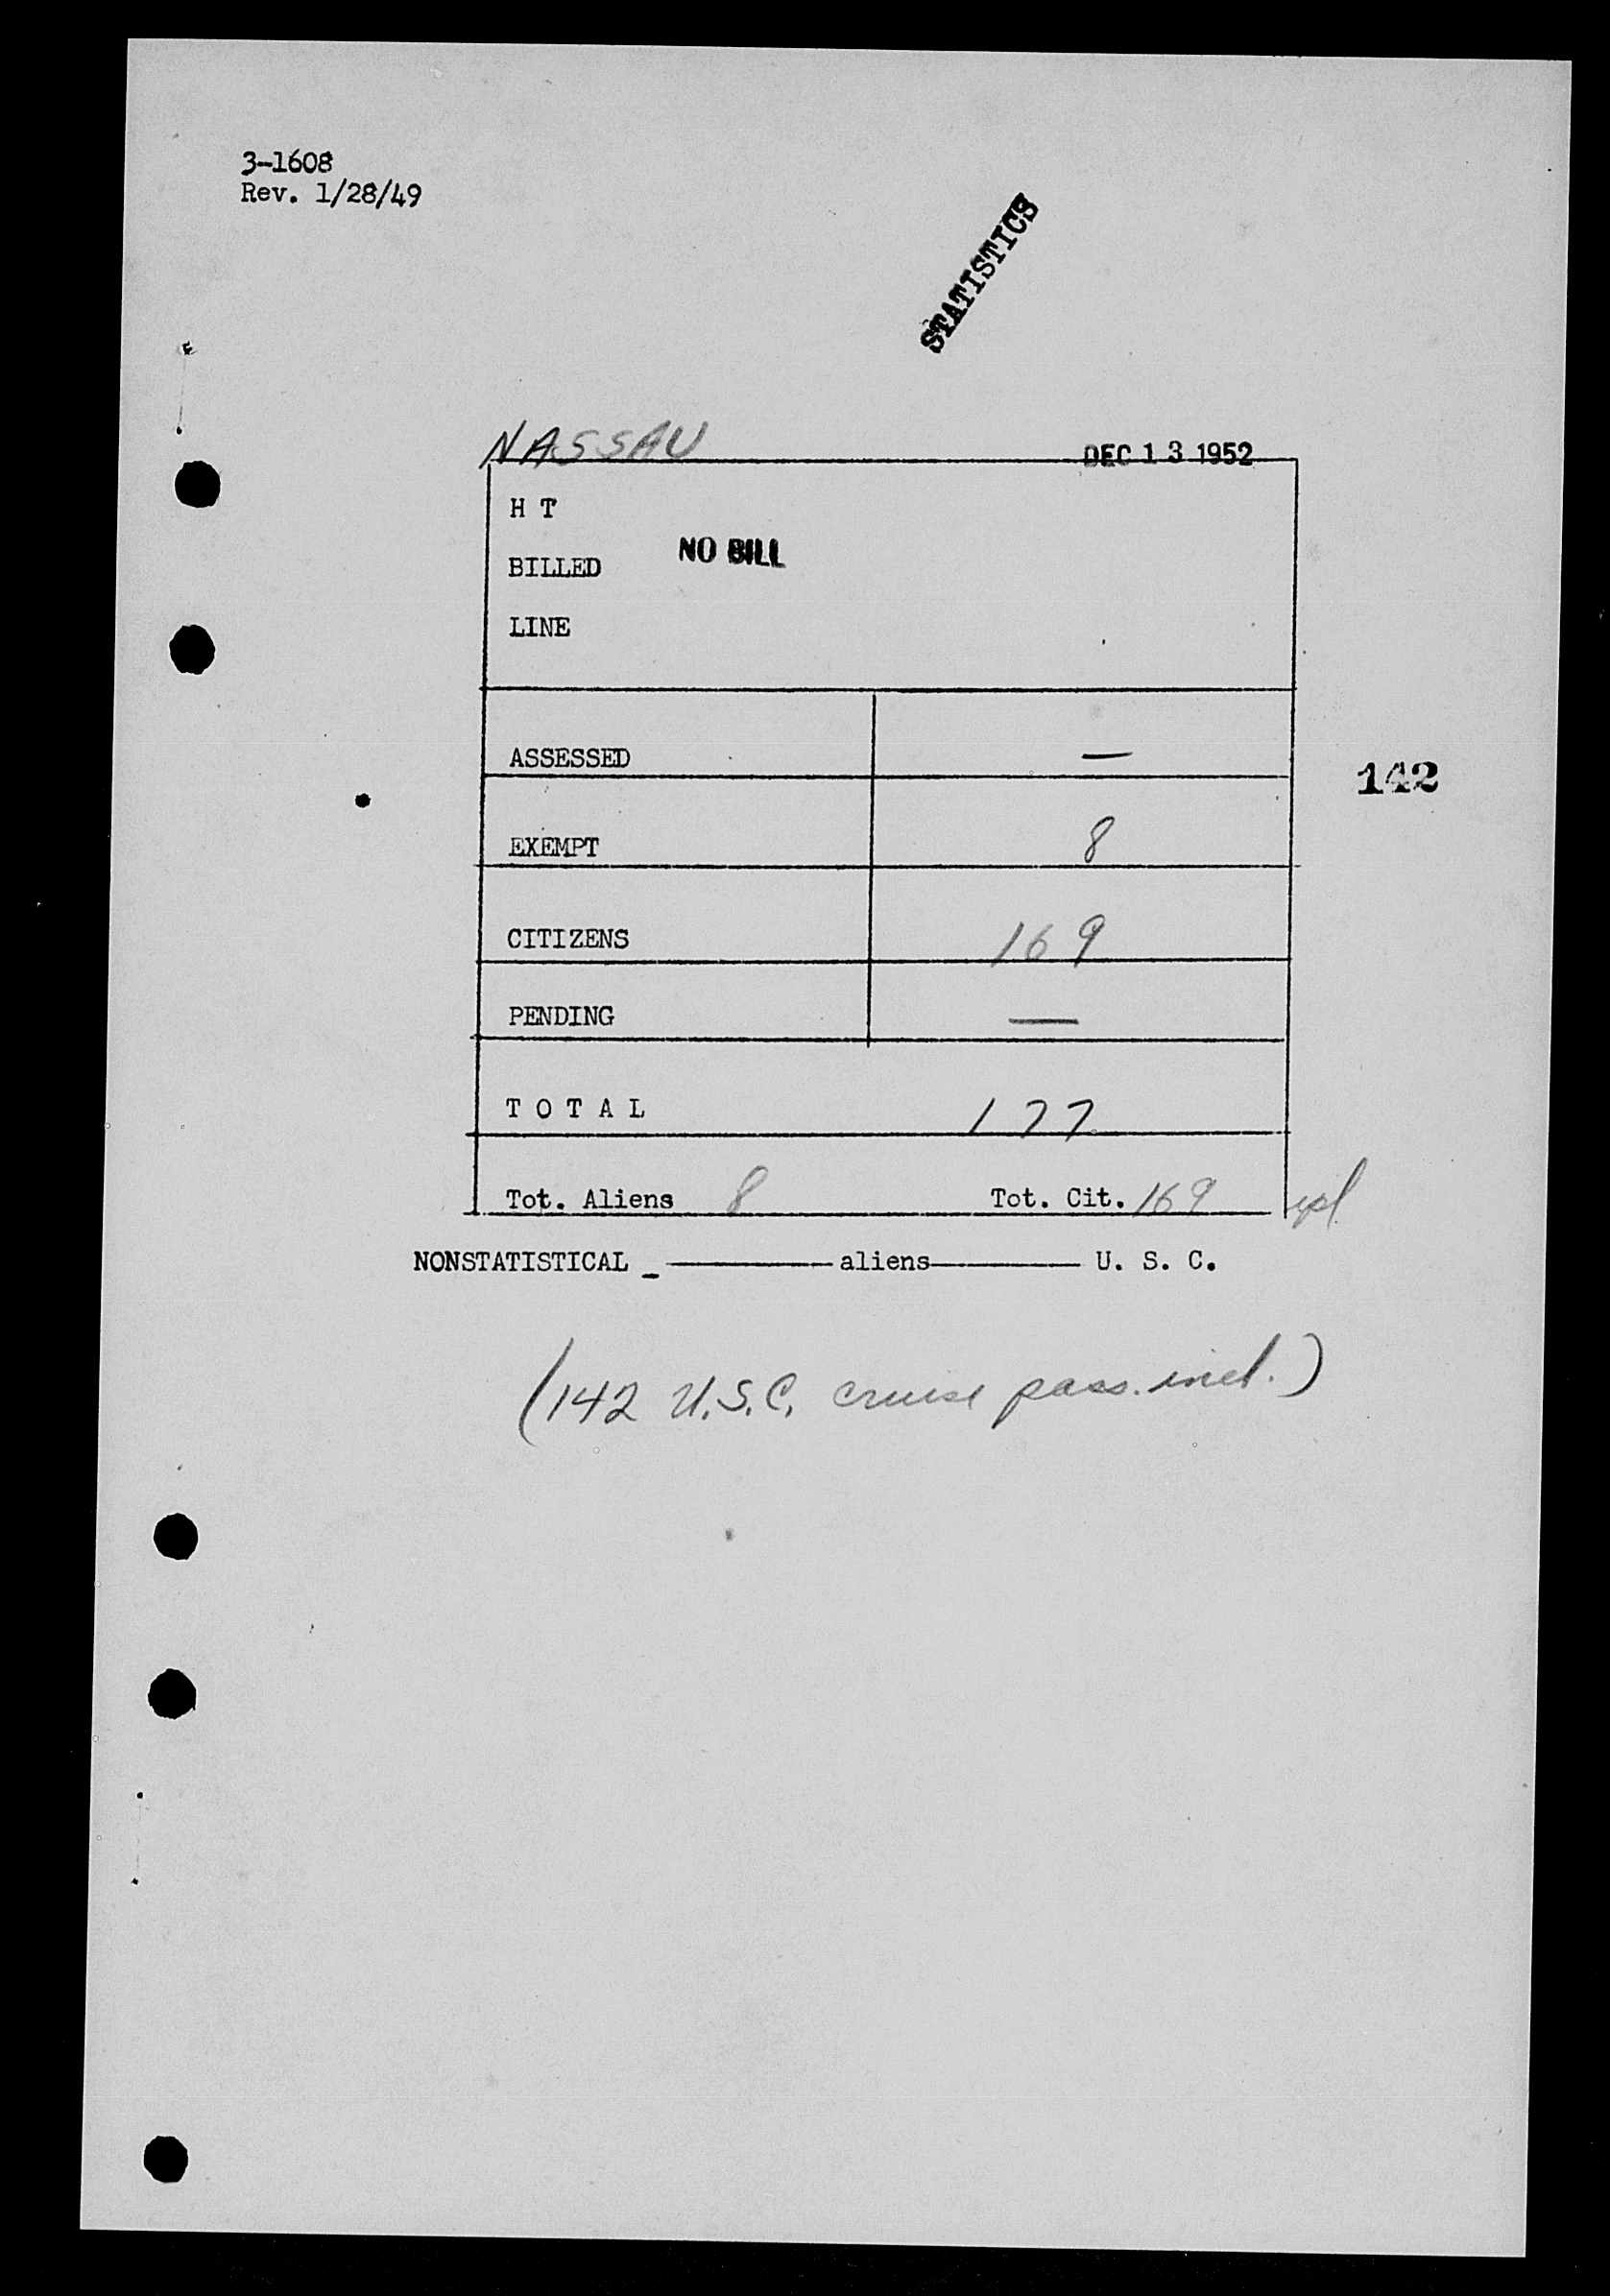 3-1608
Rev. 1/28/49
STATISTICS
NASSAU DEC 13 1952
H T
NO BILL
BILLED
LINE
ASSESSED —
142
EXEMPT 8
CITIZENS 169
PENDING —
T O T A L 177
Tot. Aliens 8 Tot. Cit. 169
NONSTATISTICAL _ ——— aliens ——— U. S. C.
(142 U.S.C. cruise pass. incl.)